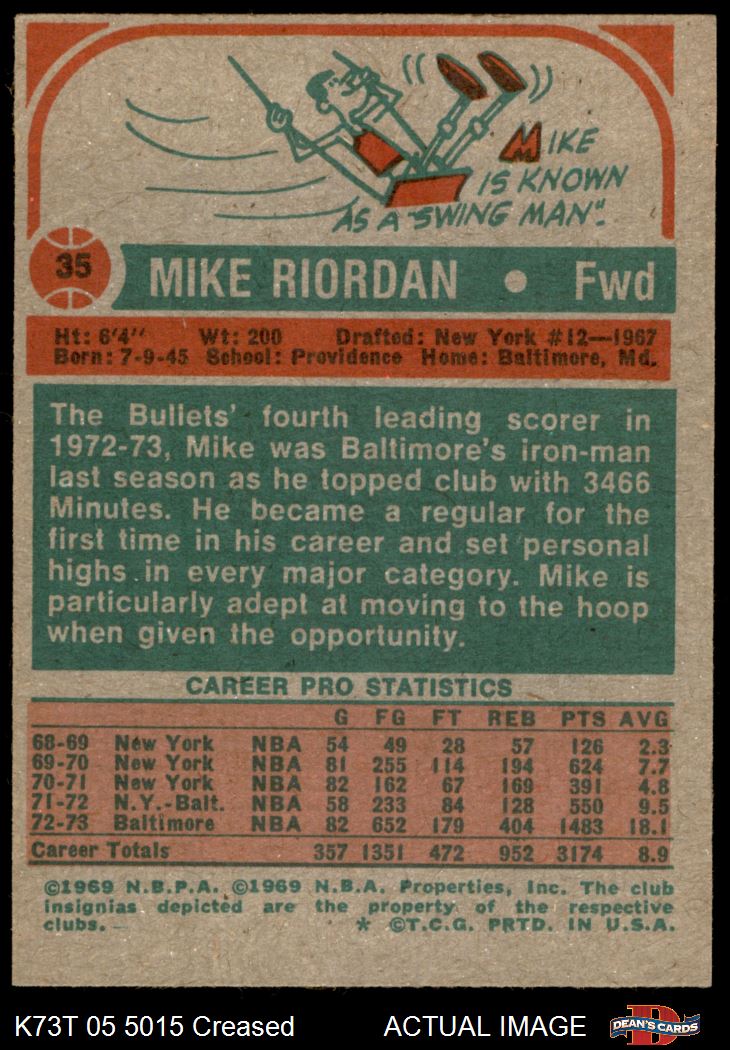 MIKE
IS KNOWN
AS A "SWING MAN".
35
MIKE RIORDAN • Fwd
Ht: 6'4" Wt: 200 Drafted: New York #12—1967
Born: 7-9-45 School: Providence Home: Baltimore, Md.
The Bullets' fourth leading scorer in
1972-73, Mike was Baltimore's iron-man
last season as he topped club with 3466
Minutes. He became a regular for the
first time in his career and set personal
highs in every major category. Mike is
particularly adept at moving to the hoop
when given the opportunity.
CAREER PRO STATISTICS
G FG FT REB PTS AVG
68-69 New York NBA 54 49 28 57 126 2.3
69-70 New York NBA 81 255 114 194 624 7.7
70-71 New York NBA 82 162 67 169 391 4.8
71-72 N.Y.-Balt. NBA 58 233 84 128 550 9.5
72-73 Baltimore NBA 82 652 179 404 1483 18.1
Career Totals 357 1351 472 952 3174 8.9
©1969 N.B.P.A. ©1969 N.B.A. Properties, Inc. The club
insignias depicted are the property of the respective
clubs. * ©T.C.G. PRTD. IN U.S.A.
K73T 05 5015 Creased ACTUAL IMAGE
D
DEAN'S CARDS